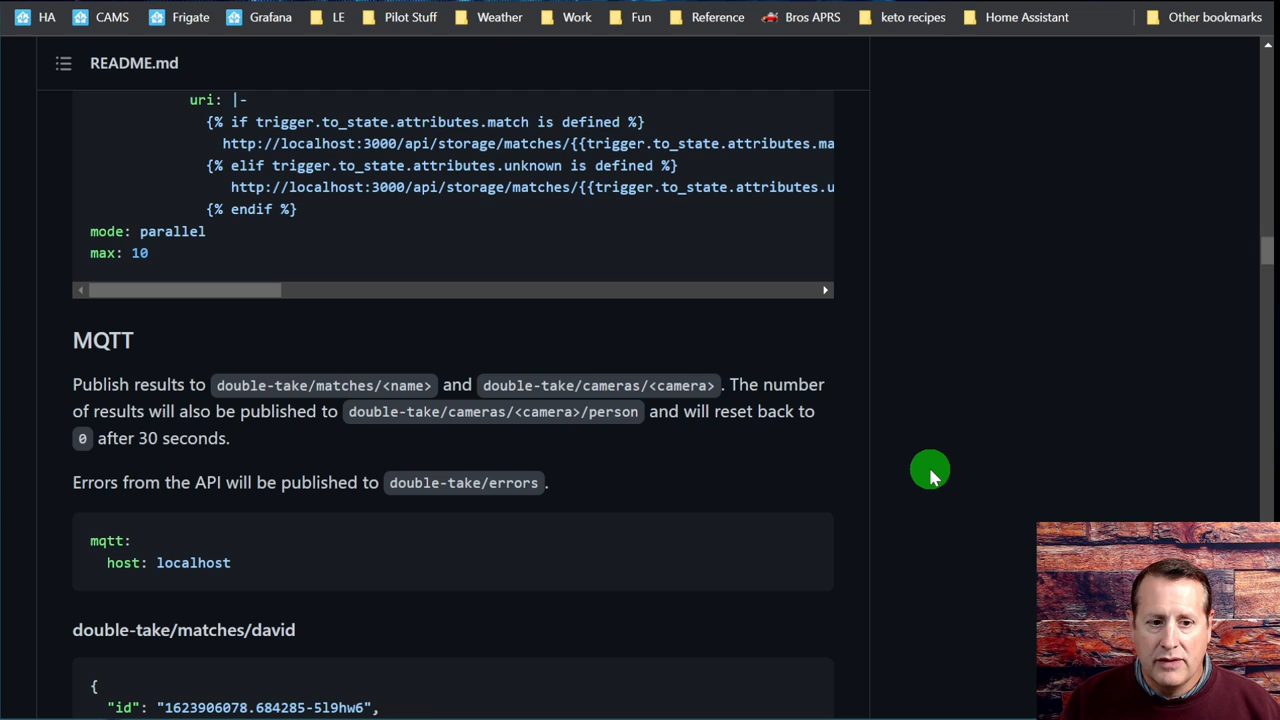 HA CAMS Frigate Grafana LE Pilot Stuff Weather Work Fun Reference Bros APRS keto recipes Home Assistant Other bookmarks
README.md
uri: |-
{% if trigger.to_state.attributes.match is defined %}
http://localhost:3000/api/storage/matches/{{trigger.to_state.attributes.ma
{% elif trigger.to_state.attributes.unknown is defined %}
http://localhost:3000/api/storage/matches/{{trigger.to_state.attributes.u
{% endif %}
mode: parallel
max: 10
MQTT
Publish results to double-take/matches/<name> and double-take/cameras/<camera>. The number
of results will also be published to double-take/cameras/<camera>/person and will reset back to
0 after 30 seconds.
Errors from the API will be published to double-take/errors.
mqtt:
host: localhost
double-take/matches/david
{
"id": "1623906078.684285-5l9hw6",